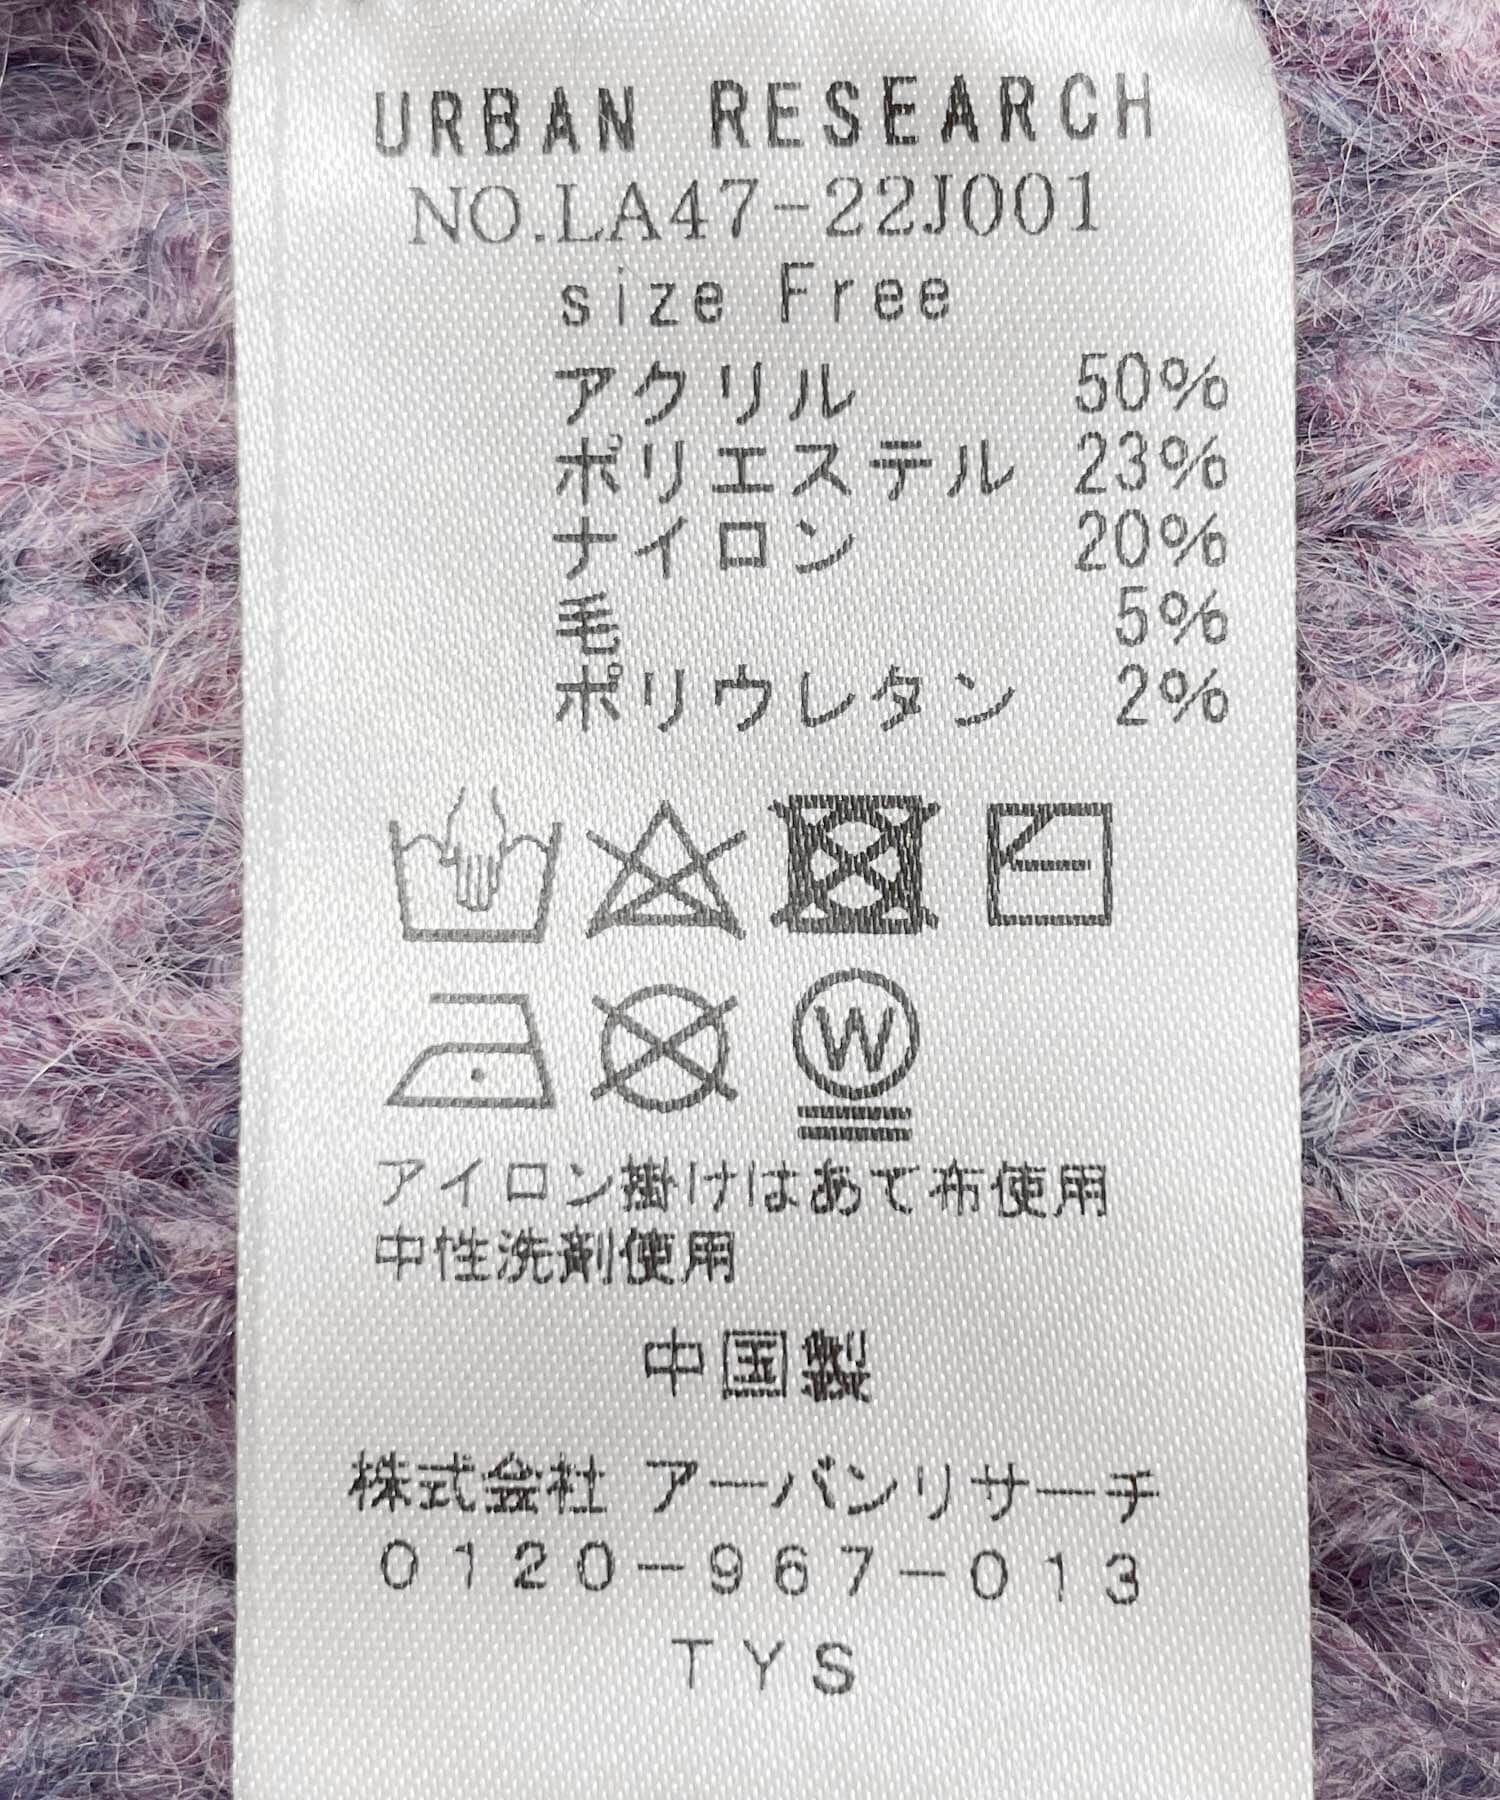 URBAN RESEARCH
NO.LA47-22J001
size Free
アクリル 50%
ポリエステル 23%
ナイロン 20%
毛 5%
ポリウレタン 2%
W
アイロン掛けはあて布使用
中性洗剤使用
中国製
株式会社 アーバンリサーチ
0120-967-013
TYS